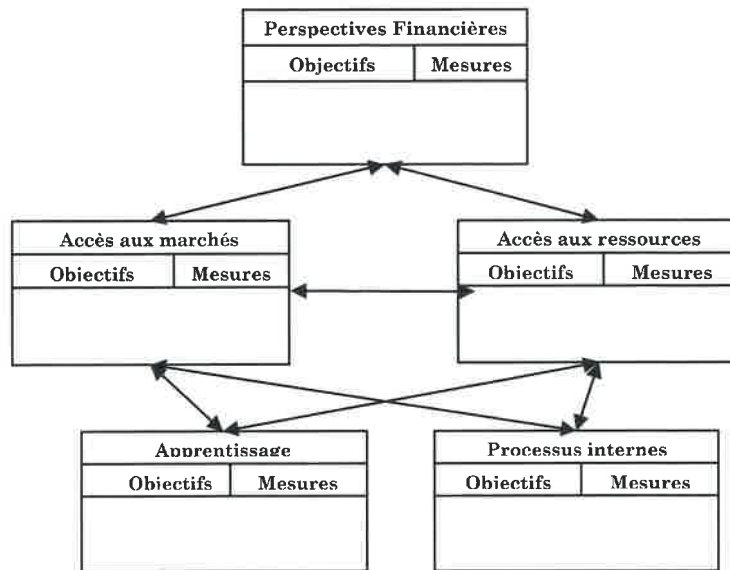 Perspectives Financières
Objectifs Mesures
Accès aux marchés
Objectifs Mesures
Accès aux ressources
Objectifs Mesures
Apprentissage
Objectifs Mesures
Processus internes
Objectifs Mesures